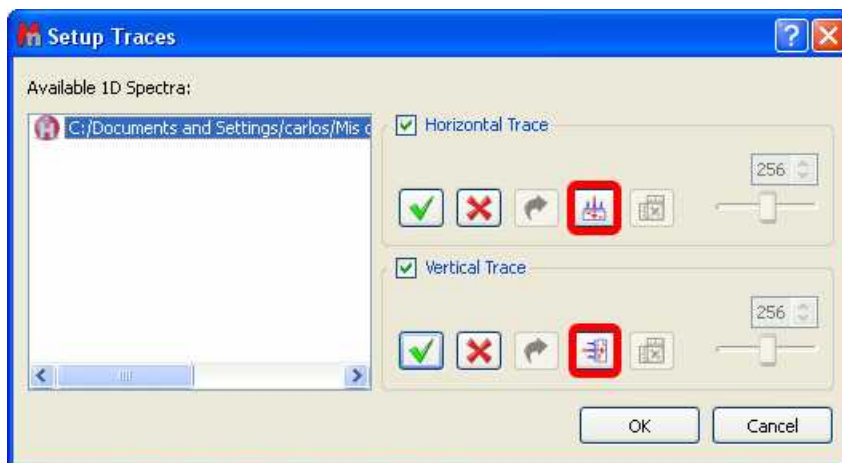 Setup Traces
Available 1D Spectra:
C:/Documents and Settings/carlos/Mis
Horizontal Trace
256
Vertical Trace
256
OK
Cancel